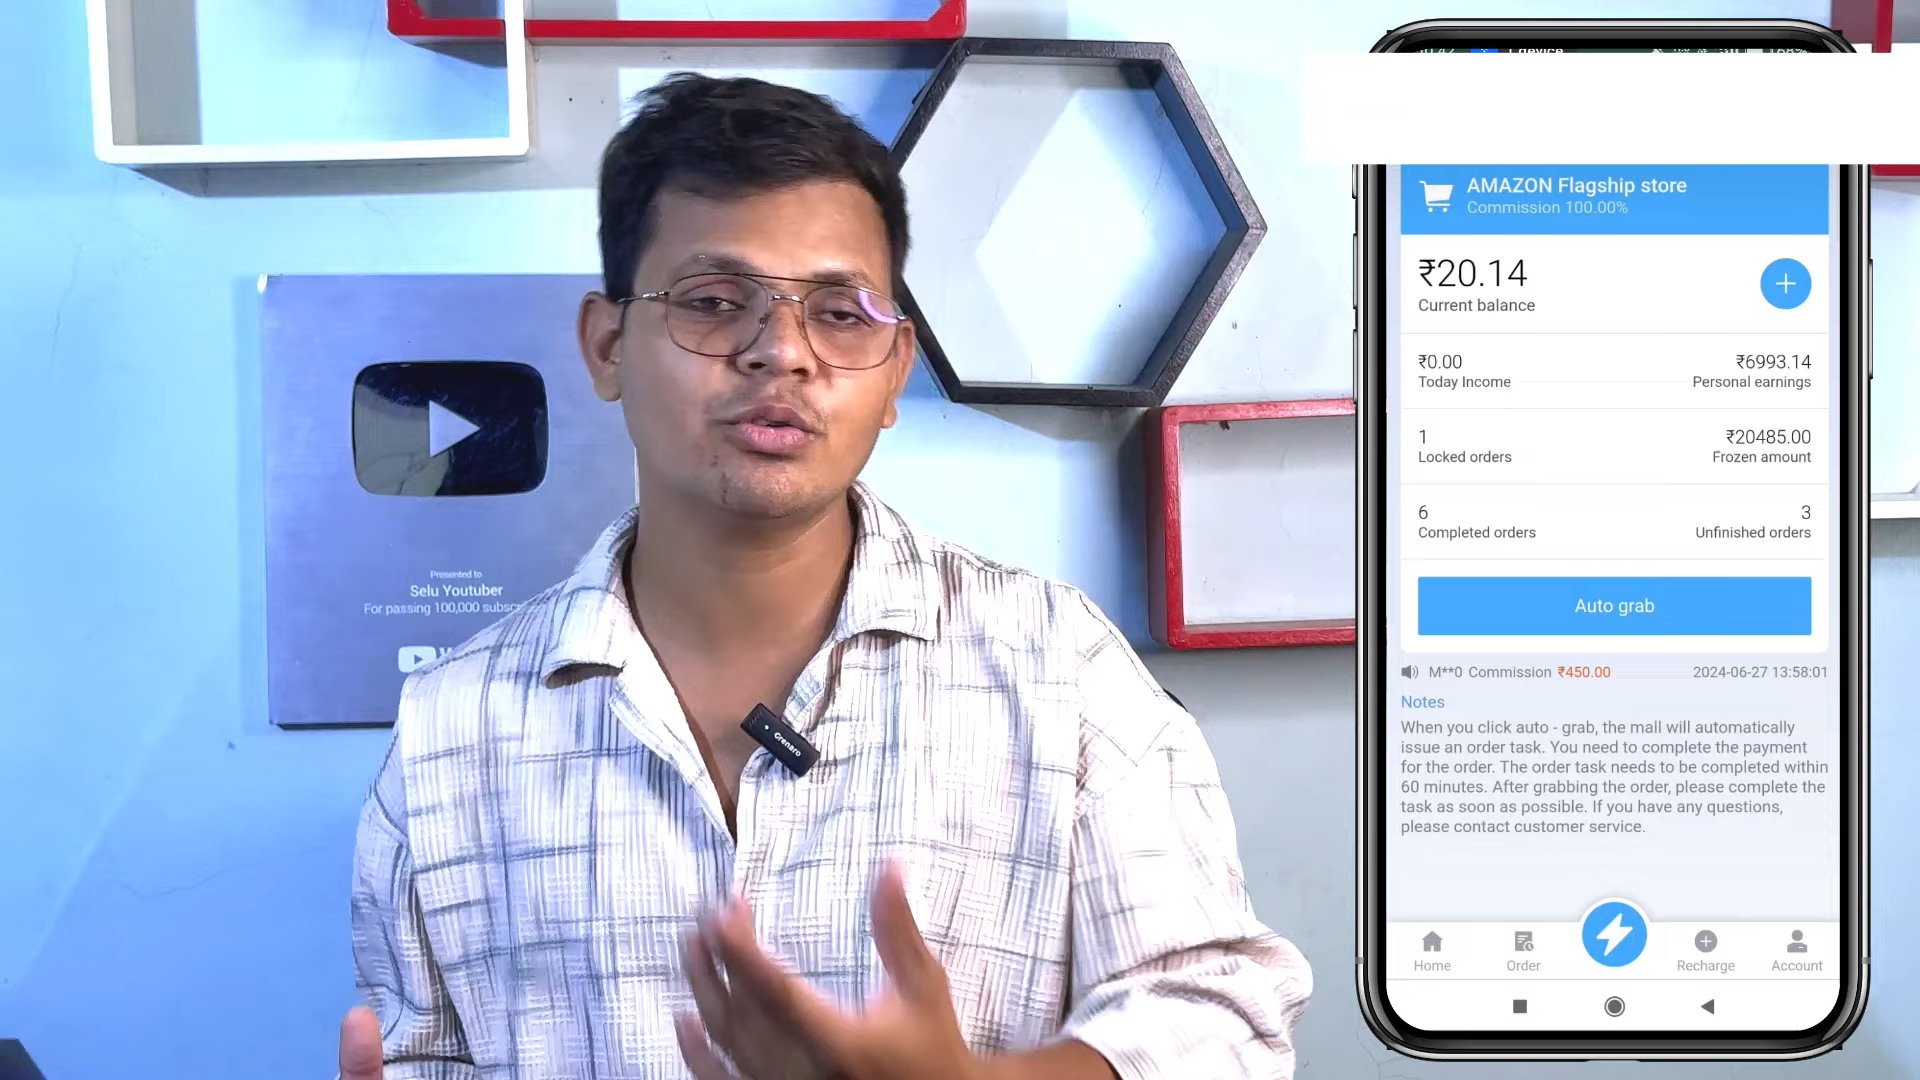 Presented to
Selu Youtuber
For passing 100,000
Grenaro
AMAZON Flagship store
Commission 100.00%
₹20.14
Current balance
₹0.00 ₹6993.14
Today Income Personal earnings
1 ₹20485.00
Locked orders Frozen amount
6 3
Completed orders Unfinished orders
Auto grab
M**0 Commission ₹450.00 2024-06-27 13:58:01
Notes
When you click auto - grab, the mall will automatically
issue an order task. You need to complete the payment
for the order. The order task needs to be completed within
60 minutes. After grabbing the order, please complete the
task as soon as possible. If you have any questions,
please contact customer service.
Home Order Recharge Account